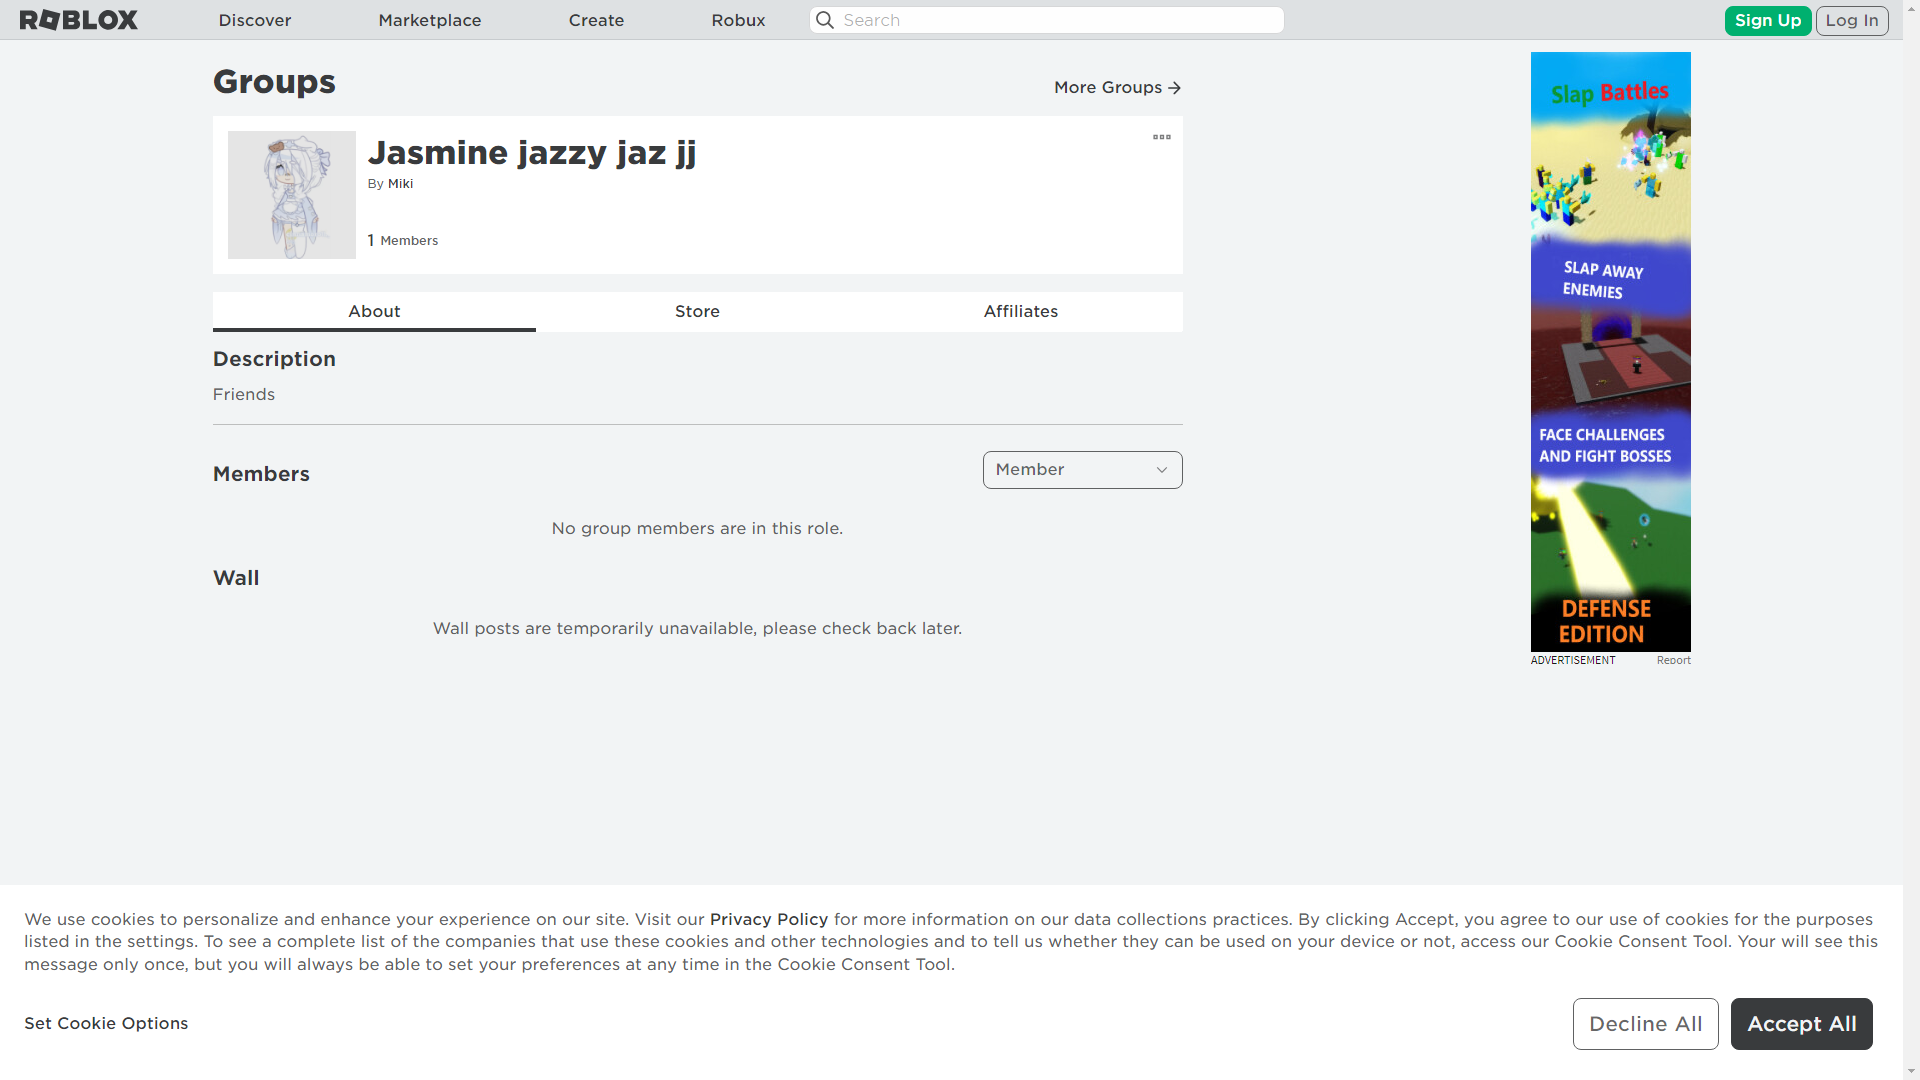 ROBLOX
Discover
Marketplace
Create
Robux
Search
Sign Up
Log In
Groups
More Groups
Jasmine jazzy jaz jj
By Miki
1 Members
About
Store
Affiliates
Description
Friends
Members
Member
No group members are in this role.
Wall
Wall posts are temporarily unavailable, please check back later.
Slap Battles
SLAP AWAY
ENEMIES
FACE CHALLENGES
AND FIGHT BOSSES
DEFENSE
EDITION
ADVERTISEMENT
Report
We use cookies to personalize and enhance your experience on our site. Visit our Privacy Policy for more information on our data collections practices. By clicking Accept, you agree to our use of cookies for the purposes
listed in the settings. To see a complete list of the companies that use these cookies and other technologies and to tell us whether they can be used on your device or not, access our Cookie Consent Tool. Your will see this
message only once, but you will always be able to set your preferences at any time in the Cookie Consent Tool.
Set Cookie Options
Decline All
Accept All